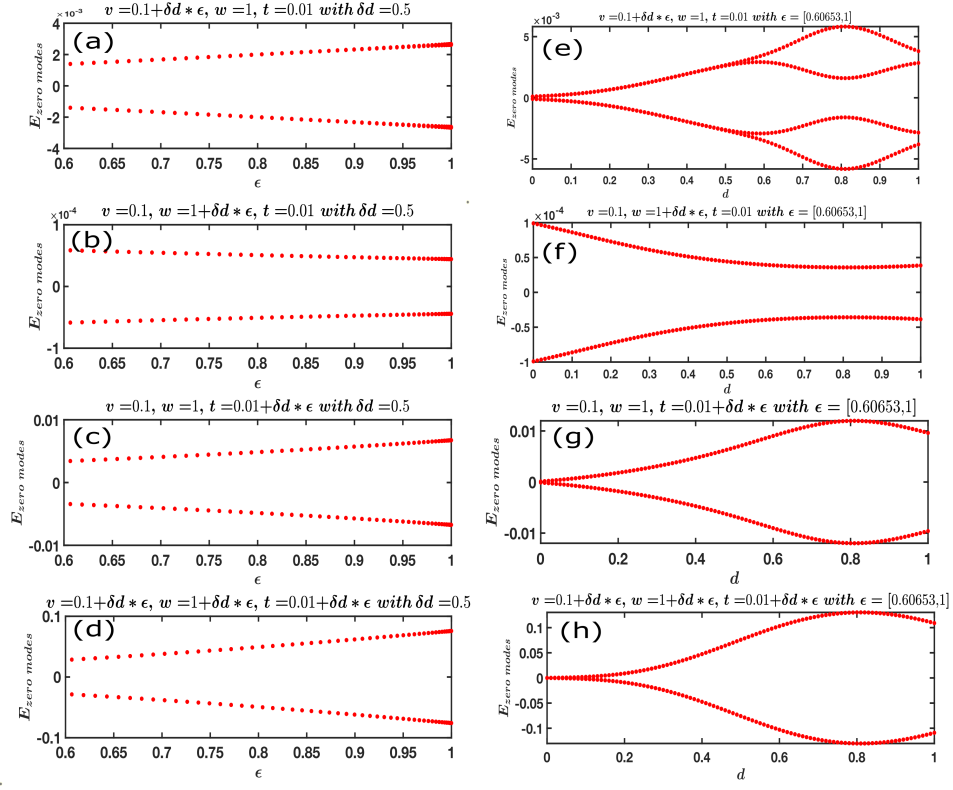 v =0.1+δd * ϵ, w =1, t =0.01 with δd =0.5
×10⁻³
(a)
4
2
0
-2
-4
E_zero modes
0.6 0.65 0.7 0.75 0.8 0.85 0.9 0.95 1
ϵ
v =0.1, w =1+δd * ϵ, t =0.01 with δd =0.5
×10⁻⁴
(b)
1
0
-1
E_zero modes
0.6 0.65 0.7 0.75 0.8 0.85 0.9 0.95 1
ϵ
v =0.1, w =1, t =0.01+δd * ϵ with δd =0.5
(c)
0.01
0
-0.01
E_zero modes
0.6 0.65 0.7 0.75 0.8 0.85 0.9 0.95 1
ϵ
v =0.1+δd * ϵ, w =1+δd * ϵ, t =0.01+δd * ϵ with δd =0.5
(d)
0.1
0
-0.1
E_zero modes
0.6 0.65 0.7 0.75 0.8 0.85 0.9 0.95 1
ϵ
v =0.1+δd * ϵ, w =1, t =0.01 with ϵ = [0.60653,1]
×10⁻³
(e)
5
0
-5
E_zero modes
0 0.1 0.2 0.3 0.4 0.5 0.6 0.7 0.8 0.9 1
d
v =0.1, w =1+δd * ϵ, t =0.01 with ϵ = [0.60653,1]
×10⁻⁴
(f)
1
0.5
0
-0.5
-1
E_zero modes
0 0.1 0.2 0.3 0.4 0.5 0.6 0.7 0.8 0.9 1
d
v =0.1, w =1, t =0.01+δd * ϵ with ϵ = [0.60653,1]
(g)
0.01
0
-0.01
E_zero modes
0 0.2 0.4 0.6 0.8 1
d
v =0.1+δd * ϵ, w =1+δd * ϵ, t =0.01+δd * ϵ with ϵ = [0.60653,1]
(h)
0.1
0.05
0
-0.05
-0.1
E_zero modes
0 0.2 0.4 0.6 0.8 1
d